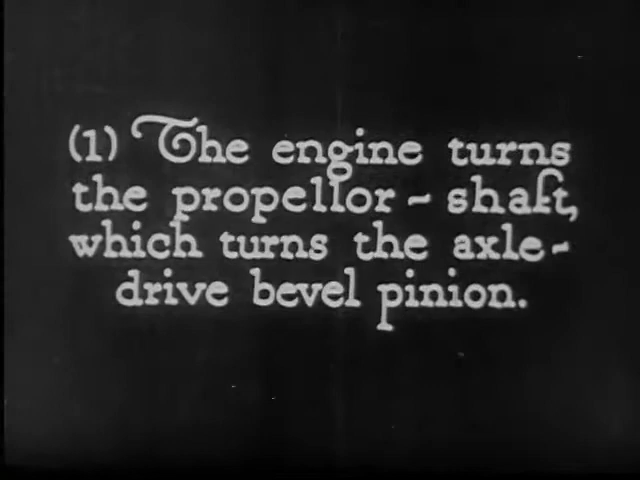 (1) The engine turns
the propellor-shaft,
which turns the axle-
drive bevel pinion.